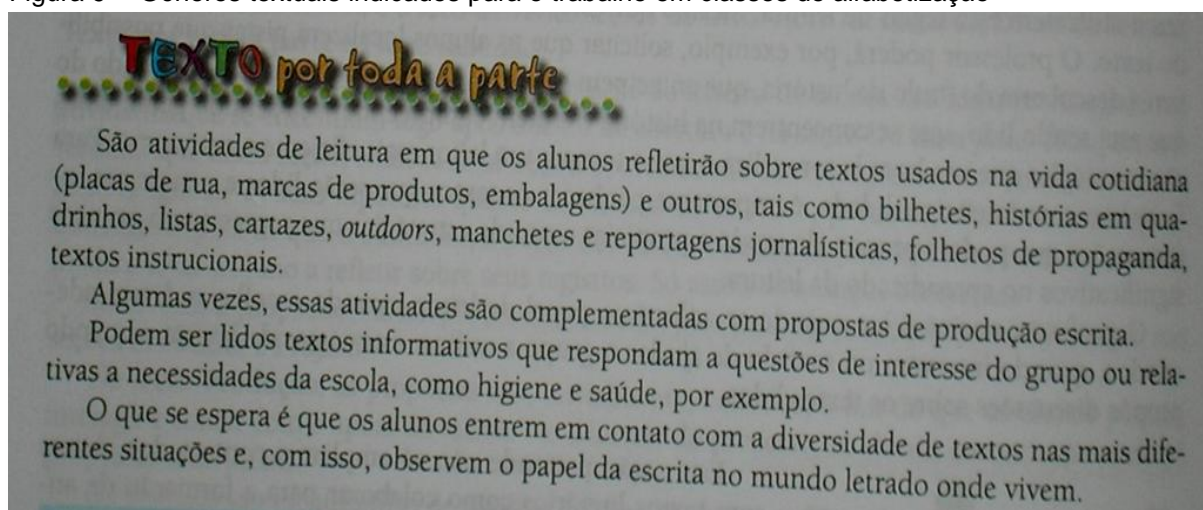 TEXTO por toda a parte
São atividades de leitura em que os alunos refletirão sobre textos usados na vida cotidiana
(placas de rua, marcas de produtos, embalagens) e outros, tais como bilhetes, histórias em qua-
drinhos, listas, cartazes, outdoors, manchetes e reportagens jornalísticas, folhetos de propaganda,
textos instrucionais.
Algumas vezes, essas atividades são complementadas com propostas de produção escrita.
Podem ser lidos textos informativos que respondam a questões de interesse do grupo ou rela-
tivas a necessidades da escola, como higiene e saúde, por exemplo.
O que se espera é que os alunos entrem em contato com a diversidade de textos nas mais dife-
rentes situações e, com isso, observem o papel da escrita no mundo letrado onde vivem.